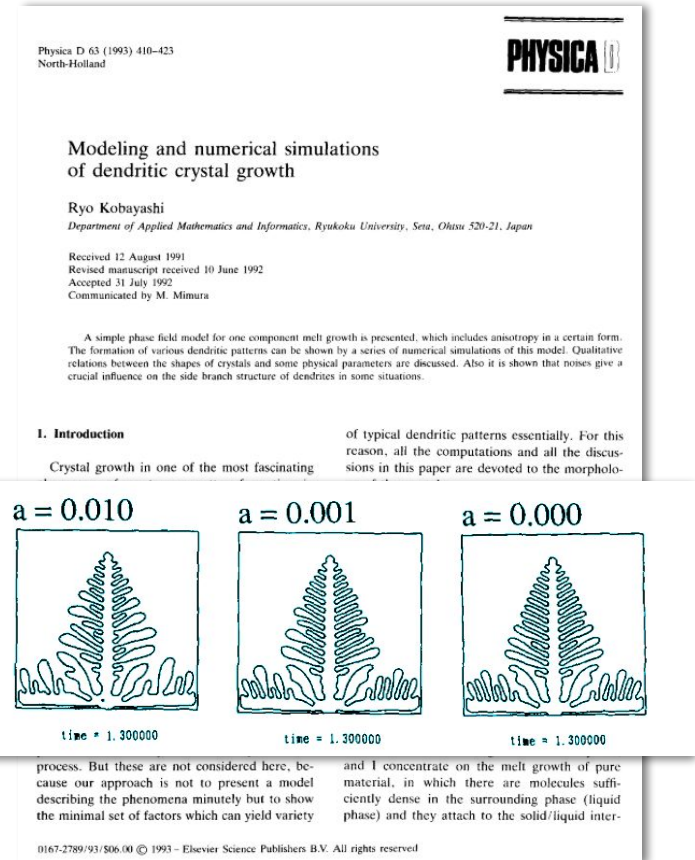 Physica D 63 (1993) 410–423
North-Holland
PHYSICA D
Modeling and numerical simulations
of dendritic crystal growth
Ryo Kobayashi
Department of Applied Mathematics and Informatics, Ryukoku University, Seta, Ohtsu 520-21, Japan
Received 12 August 1991
Revised manuscript received 10 June 1992
Accepted 31 July 1992
Communicated by M. Mimura
A simple phase field model for one component melt growth is presented, which includes anisotropy in a certain form.
The formation of various dendritic patterns can be shown by a series of numerical simulations of this model. Qualitative
relations between the shapes of crystals and some physical parameters are discussed. Also it is shown that noises give a
crucial influence on the side branch structure of dendrites in some situations.
1. Introduction
Crystal growth in one of the most fascinating
of typical dendritic patterns essentially. For this
reason, all the computations and all the discus-
sions in this paper are devoted to the morpholo-
a = 0.010
a = 0.001
a = 0.000
time = 1.300000
time = 1.300000
time = 1.300000
process. But these are not considered here, be-
cause our approach is not to present a model
describing the phenomena minutely but to show
the minimal set of factors which can yield variety
and I concentrate on the melt growth of pure
material, in which there are molecules suffi-
ciently dense in the surrounding phase (liquid
phase) and they attach to the solid/liquid inter-
0167-2789/93/$06.00 © 1993 – Elsevier Science Publishers B.V. All rights reserved